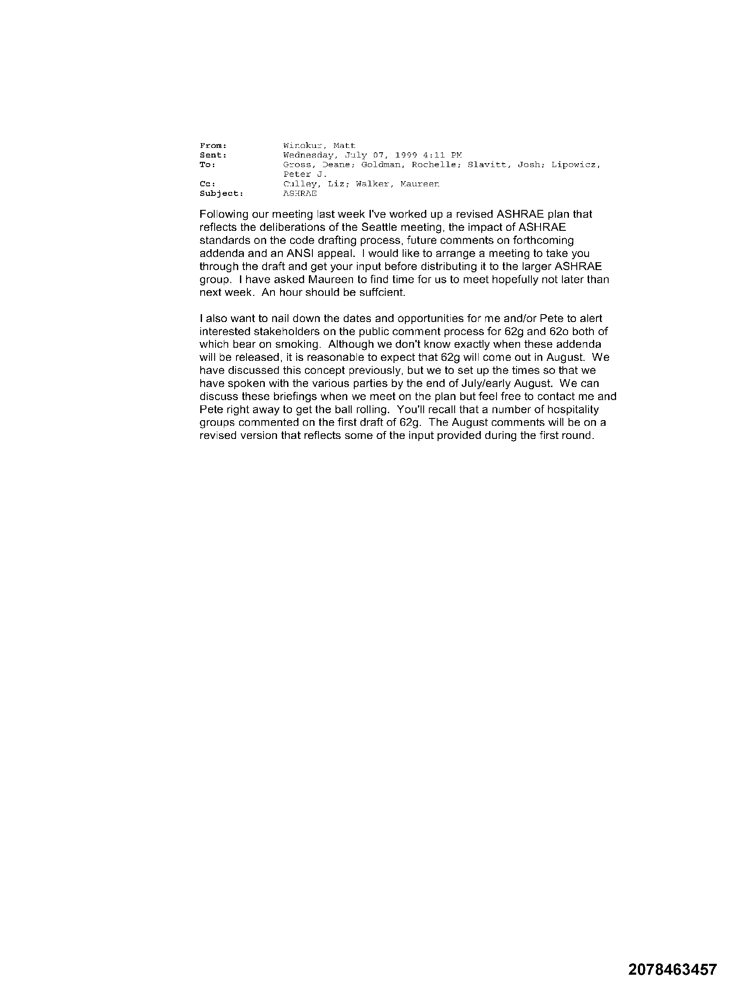 From: Winokur, Matt
Sent: Wednesday, July 07, 1999 4:11 PM
To: Gross, Deane; Goldman, Rochelle; Slavitt, Josh; Lipowicz,
Peter J.
Cc: Culley, Liz; Walker, Maureen
Subject: ASHRAE
Following our meeting last week I've worked up a revised ASHRAE plan that
reflects the deliberations of the Seattle meeting, the impact of ASHRAE
standards on the code drafting process, future comments on forthcoming
addenda and an ANSI appeal. I would like to arrange a meeting to take you
through the draft and get your input before distributing it to the larger ASHRAE
group. I have asked Maureen to find time for us to meet hopefully not later than
next week. An hour should be suffcient.
I also want to nail down the dates and opportunities for me and/or Pete to alert
interested stakeholders on the public comment process for 62g and 62o both of
which bear on smoking. Although we don't know exactly when these addenda
will be released, it is reasonable to expect that 62g will come out in August. We
have discussed this concept previously, but we to set up the times so that we
have spoken with the various parties by the end of July/early August. We can
discuss these briefings when we meet on the plan but feel free to contact me and
Pete right away to get the ball rolling. You'll recall that a number of hospitality
groups commented on the first draft of 62g. The August comments will be on a
revised version that reflects some of the input provided during the first round.
2078463457